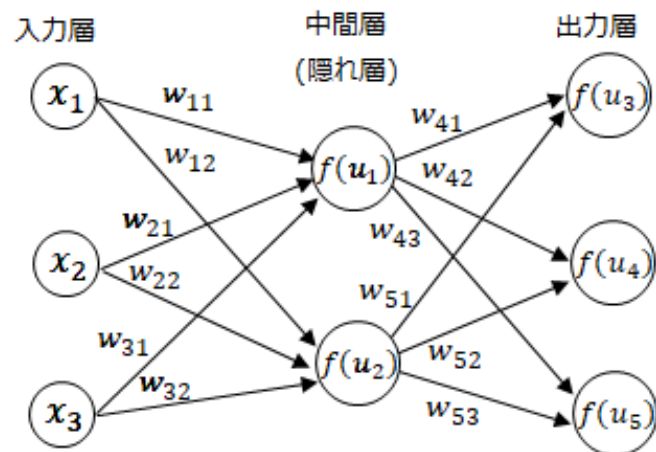 入力層 中間層 出力層
(隠れ層)
x₁ w₁₁ w₁₂ f(u₁) w₄₁ w₄₂ f(u₃)
x₂ w₂₁ w₂₂ w₄₃ f(u₄)
w₃₁ w₅₁
x₃ w₃₂ f(u₂) w₅₂ w₅₃ f(u₅)